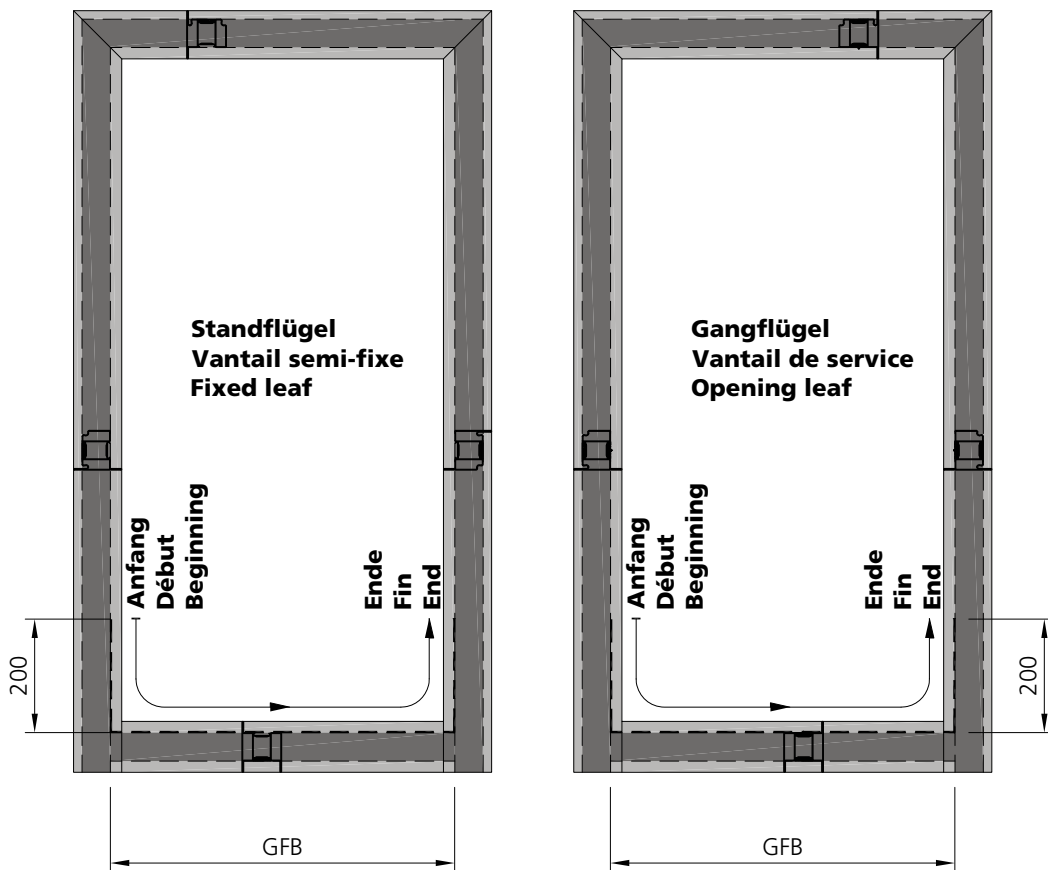 Standflügel
Vantail semi-fixe
Fixed leaf
Anfang
Début
Beginning
Ende
Fin
End
200
GFB
Gangflügel
Vantail de service
Opening leaf
Anfang
Début
Beginning
Ende
Fin
End
200
GFB